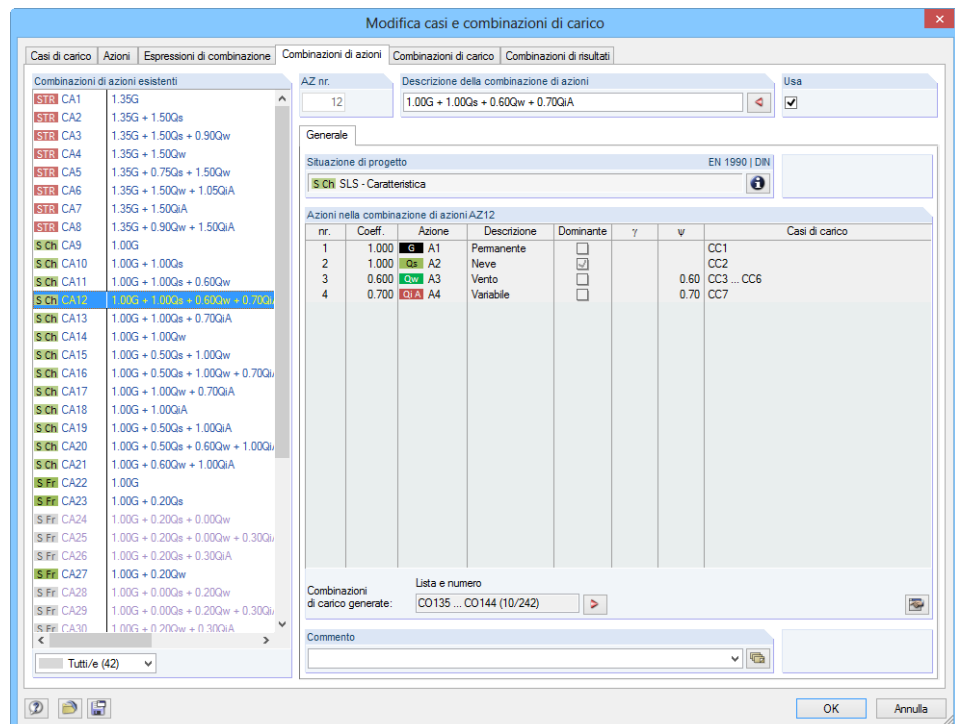 Modifica casi e combinazioni di carico
Casi di carico Azioni Espressioni di combinazione Combinazioni di azioni Combinazioni di carico Combinazioni di risultati
Combinazioni di azioni esistenti
STR CA1 1.35G
STR CA2 1.35G + 1.50Qs
STR CA3 1.35G + 1.50Qs + 0.90Qw
STR CA4 1.35G + 1.50Qw
STR CA5 1.35G + 0.75Qs + 1.50Qw
STR CA6 1.35G + 1.50Qw + 1.05QiA
STR CA7 1.35G + 1.50QiA
STR CA8 1.35G + 0.90Qw + 1.50QiA
S Ch CA9 1.00G
S Ch CA10 1.00G + 1.00Qs
S Ch CA11 1.00G + 1.00Qs + 0.60Qw
S Ch CA12 1.00G + 1.00Qs + 0.60Qw + 0.70Qi
S Ch CA13 1.00G + 1.00Qs + 0.70QiA
S Ch CA14 1.00G + 1.00Qw
S Ch CA15 1.00G + 0.50Qs + 1.00Qw
S Ch CA16 1.00G + 0.50Qs + 1.00Qw + 0.70Qi
S Ch CA17 1.00G + 1.00Qw + 0.70QiA
S Ch CA18 1.00G + 1.00QiA
S Ch CA19 1.00G + 0.50Qs + 1.00QiA
S Ch CA20 1.00G + 0.50Qs + 0.60Qw + 1.00Qi
S Ch CA21 1.00G + 0.60Qw + 1.00QiA
S Fr CA22 1.00G
S Fr CA23 1.00G + 0.20Qs
S Fr CA24 1.00G + 0.20Qs + 0.00Qw
S Fr CA25 1.00G + 0.20Qs + 0.00Qw + 0.30Qi
S Fr CA26 1.00G + 0.20Qs + 0.30QiA
S Fr CA27 1.00G + 0.20Qw
S Fr CA28 1.00G + 0.00Qs + 0.20Qw
S Fr CA29 1.00G + 0.00Qs + 0.20Qw + 0.30Qi
S Fr CA30 1.00G + 0.20Qw + 0.30QiA
Tutti/e (42)
AZ nr.
12
Descrizione della combinazione di azioni
1.00G + 1.00Qs + 0.60Qw + 0.70QiA
Usa
Generale
Situazione di progetto EN 1990 | DIN
S Ch SLS - Caratteristica
Azioni nella combinazione di azioni AZ12
nr. Coeff. Azione Descrizione Dominante γ ψ Casi di carico
1 1.000 G A1 Permanente CC1
2 1.000 Qs A2 Neve CC2
3 0.600 Qw A3 Vento 0.60 CC3 ... CC6
4 0.700 Qi A A4 Variabile 0.70 CC7
Lista e numero
Combinazioni
di carico generate: CO135 ... CO144 (10/242)
Commento
OK Annulla